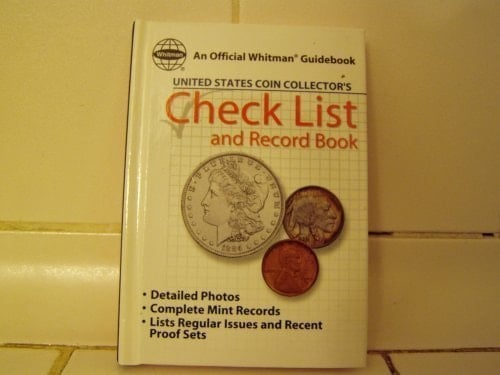 Whitman®
An Official Whitman® Guidebook
UNITED STATES COIN COLLECTOR'S
Check List
and Record Book
• Detailed Photos
• Complete Mint Records
• Lists Regular Issues and Recent
Proof Sets